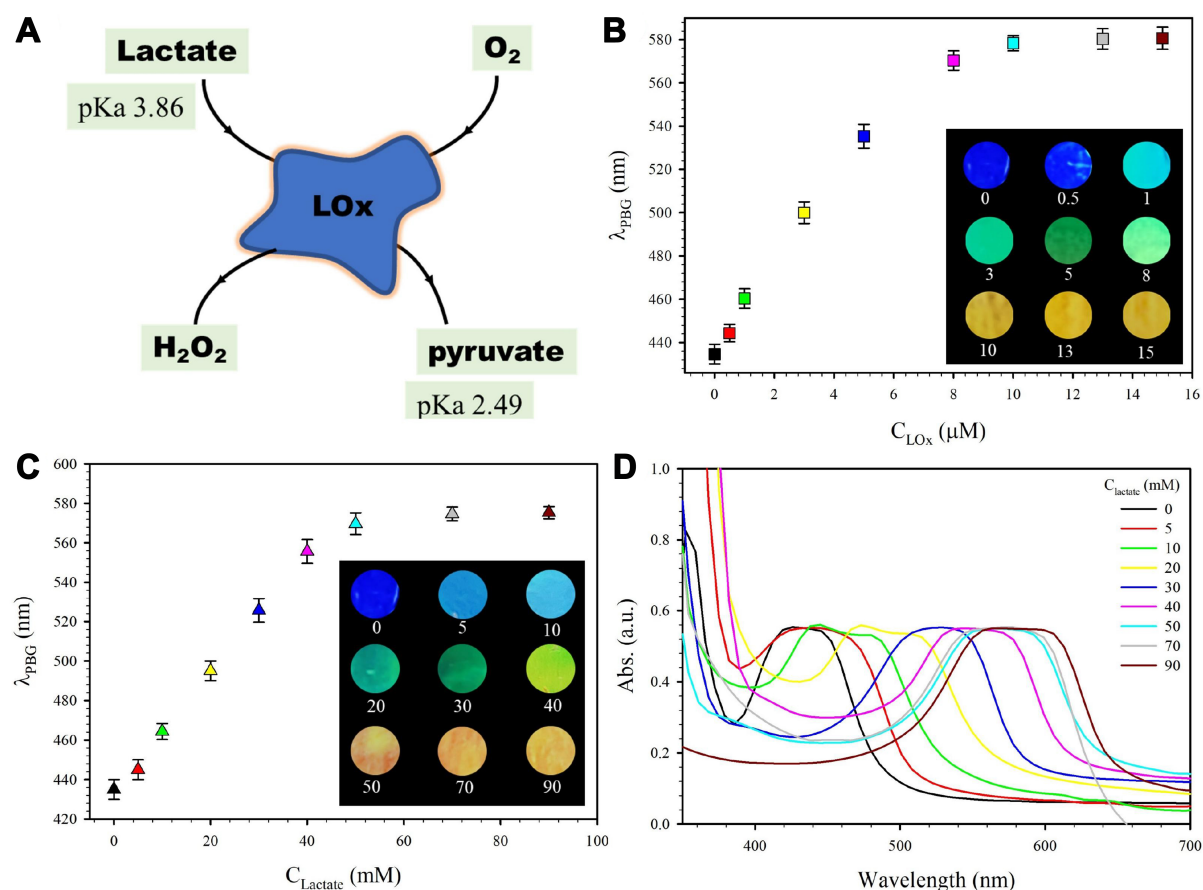 A
Lactate
pKa 3.86
O2
LOx
H2O2
pyruvate
pKa 2.49
B
580
560
540
520
500
480
460
440
λPBG (nm)
0 2 4 6 8 10 12 14 16
CLOx (μM)
0 0.5 1
3 5 8
10 13 15
C
600
580
560
540
520
500
480
460
440
420
λPBG (nm)
0 20 40 60 80 100
CLactate (mM)
0 5 10
20 30 40
50 70 90
D
1.0
0.8
0.6
0.4
0.2
0.0
Abs. (a.u.)
400 500 600 700
Wavelength (nm)
Clactate (mM)
0
5
10
20
30
40
50
70
90